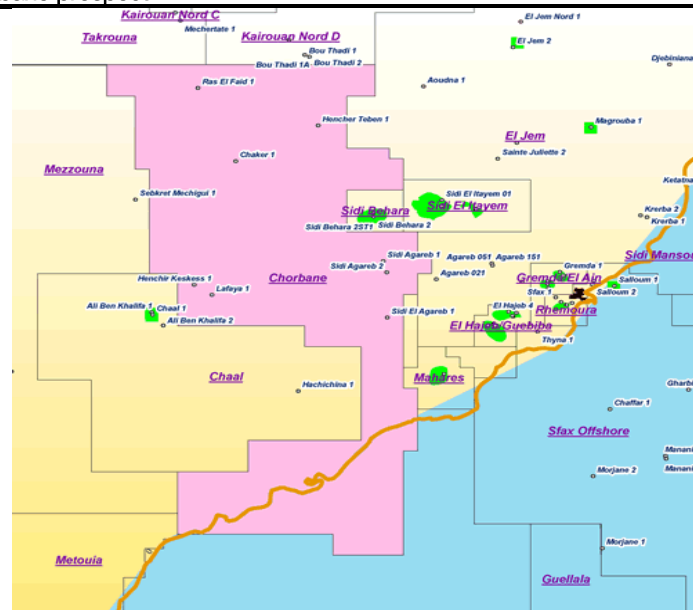 Kairouan Nord C
Mechertate 1
El Jem Nord 1
Takrouna
Kairouan Nord D
El Jem 2
Bou Thadi 1
Bou Thadi 1A
Bou Thadi 2
Djebiniana
Ras El Faid 1
Aoudna 1
Hencher Teben 1
Magrouba 1
El Jem
Chaker 1
Sainte Juliette 2
Mezzouna
Ketatna
Sebkret Mechigui 1
Sidi El Itayem 01
Sidi Behara
Sidi El Itayem
Krerba 2
Krerba 1
Sidi Behara 2ST1
Sidi Behara 2
Sidi Agareb 1
Agareb 051
Agareb 151
Sidi Mansou
Sidi Agareb 2
Gremda 1
Agareb 021
Gremda/El Ain
Chorbane
Henchir Keskess 1
Salloum 1
Lafaya 1
Sfax 1
Salloum 2
Ali Ben Khalifa 1
Chaal 1
Sidi El Agareb 1
El Hajeb 4
Rhemoura
Ali Ben Khalifa 2
El Hajeb/Guebiba
Thyna 1
Chaal
Mahares
Hachichina 1
Gharbi
Chaffar 1
Sfax Offshore
Manani
Morjane 2
Manani
Morjane 1
Metouia
Guellala